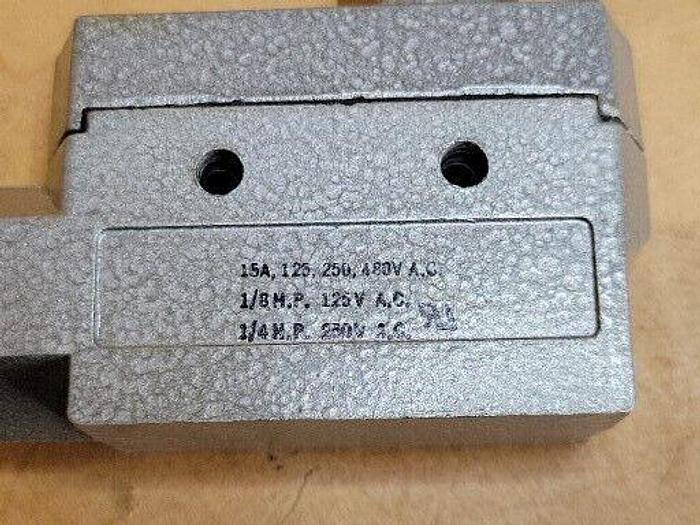 15A, 125, 250, 480V A.C.
1/8 H.P. 125V A.C.
1/4 H.P. 250V A.C.